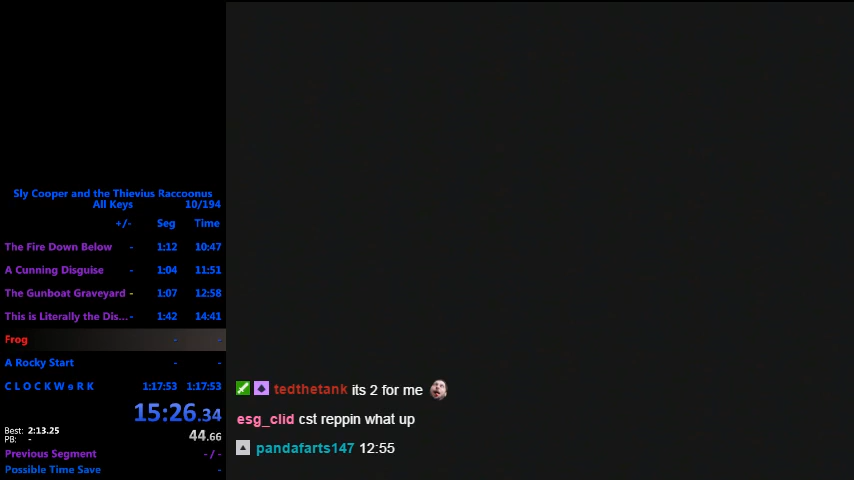 Sly Cooper and the Thievius Raccoonus
All Keys 10/194
+/- Seg Time
The Fire Down Below - 1:12 10:47
A Cunning Disguise - 1:04 11:51
The Gunboat Graveyard - 1:07 12:58
This is Literally the Dis... - 1:42 14:41
Frog - -
A Rocky Start - -
C L O C K W e R K 1:17:53 1:17:53
15:26.34
Best: 2:13.25
PB: -
44.66
Previous Segment - / -
Possible Time Save -
tedthetank its 2 for me
esg_clid cst reppin what up
pandafarts147 12:55